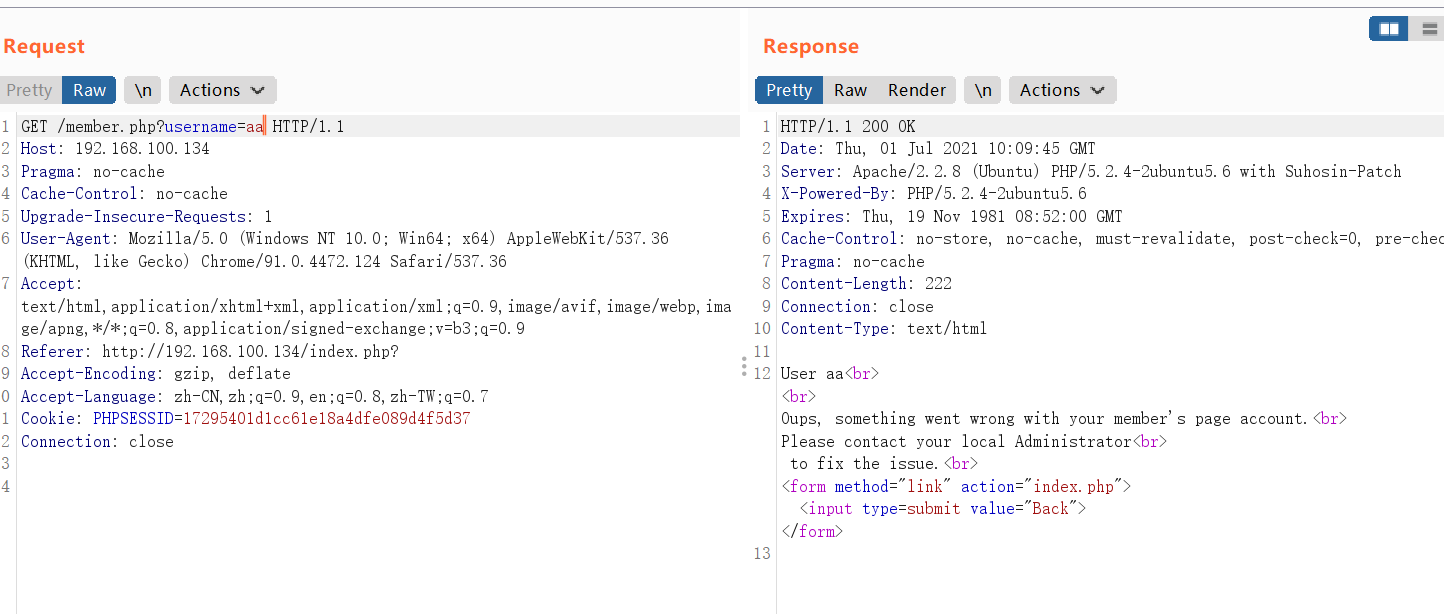 Request
Pretty Raw \n Actions
1 GET /member.php?username=aa HTTP/1.1
2 Host: 192.168.100.134
3 Pragma: no-cache
4 Cache-Control: no-cache
5 Upgrade-Insecure-Requests: 1
6 User-Agent: Mozilla/5.0 (Windows NT 10.0; Win64; x64) AppleWebKit/537.36
(KHTML, like Gecko) Chrome/91.0.4472.124 Safari/537.36
7 Accept:
text/html,application/xhtml+xml,application/xml;q=0.9,image/avif,image/webp,ima
ge/apng,*/*;q=0.8,application/signed-exchange;v=b3;q=0.9
8 Referer: http://192.168.100.134/index.php?
9 Accept-Encoding: gzip, deflate
0 Accept-Language: zh-CN,zh;q=0.9,en;q=0.8,zh-TW;q=0.7
1 Cookie: PHPSESSID=17295401d1cc61e18a4dfe089d4f5d37
2 Connection: close
3
4
Response
Pretty Raw Render \n Actions
1 HTTP/1.1 200 OK
2 Date: Thu, 01 Jul 2021 10:09:45 GMT
3 Server: Apache/2.2.8 (Ubuntu) PHP/5.2.4-2ubuntu5.6 with Suhosin-Patch
4 X-Powered-By: PHP/5.2.4-2ubuntu5.6
5 Expires: Thu, 19 Nov 1981 08:52:00 GMT
6 Cache-Control: no-store, no-cache, must-revalidate, post-check=0, pre-chec
7 Pragma: no-cache
8 Content-Length: 222
9 Connection: close
10 Content-Type: text/html
11
12 User aa<br>
<br>
Oups, something went wrong with your member's page account.<br>
Please contact your local Administrator<br>
to fix the issue.<br>
<form method="link" action="index.php">
<input type=submit value="Back">
</form>
13